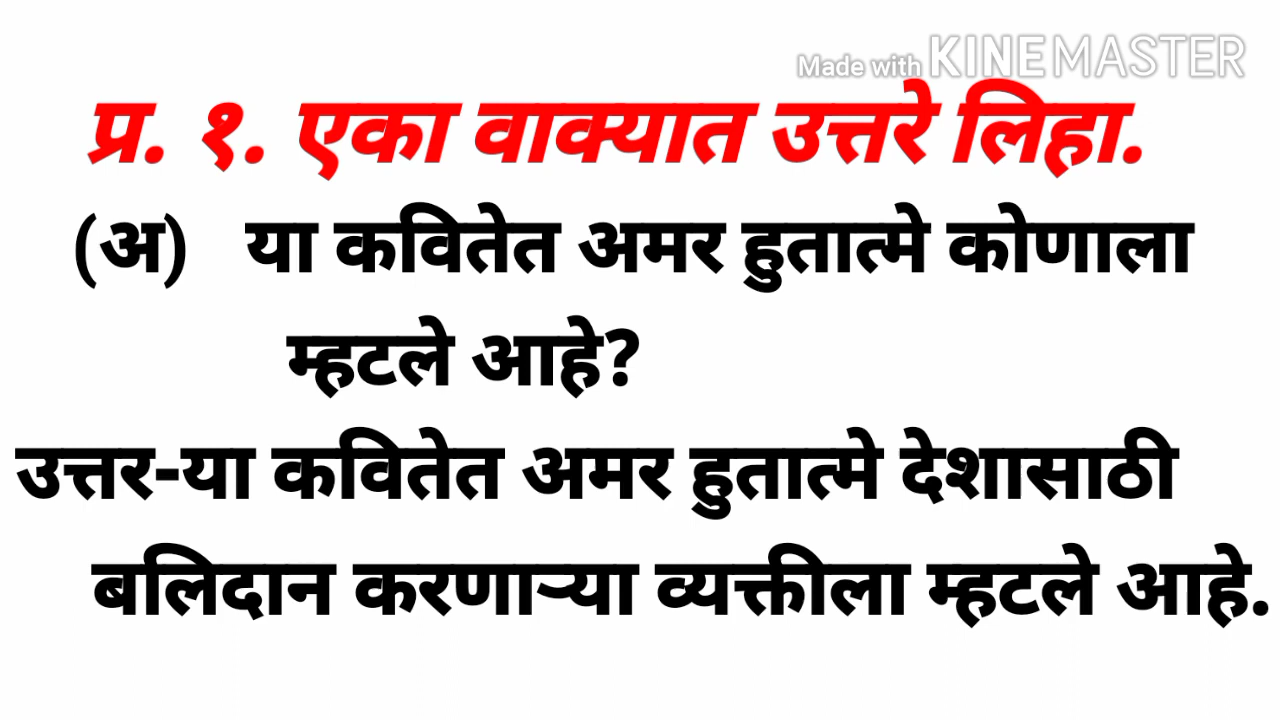 Made with KINEMASTER
प्र. १. एका वाक्यात उत्तरे लिहा.
(अ) या कवितेत अमर हुतात्मे कोणाला
म्हटले आहे?
उत्तर-या कवितेत अमर हुतात्मे देशासाठी
बलिदान करणाऱ्या व्यक्तीला म्हटले आहे.